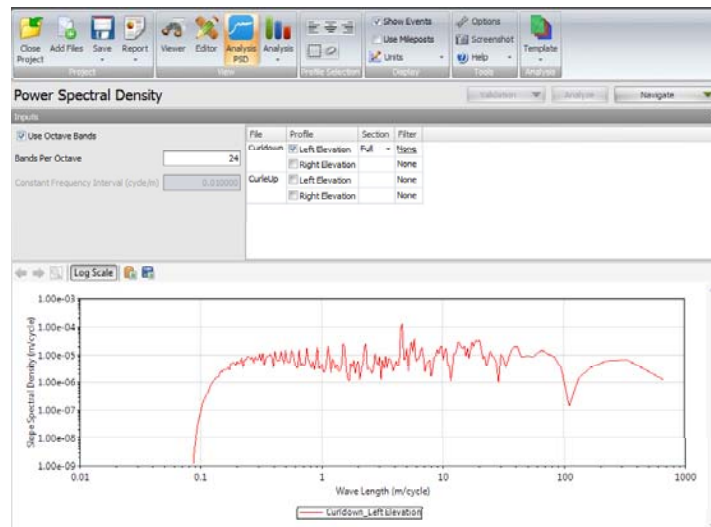 Close Project
Add Files
Save
Report
Viewer
Editor
Analysis PSD
Analysis
Show Events
Use Mileposts
Units
Options
Screenshot
Help
Template
Project
View
Profile Selection
Display
Tools
Analysis
Power Spectral Density
Validation
Analyze
Navigate
Inputs
Use Octave Bands
Bands Per Octave
24
Constant Frequency Interval (cycle/m)
0.010000
File Profile Section Filter
Curldown Left Elevation Full None
Right Elevation None
CurleUp Left Elevation None
Right Elevation None
Log Scale
Slope Spectral Density (m/cycle)
1.00e-03
1.00e-04
1.00e-05
1.00e-06
1.00e-07
1.00e-08
1.00e-09
0.01 0.1 1 10 100 1000
Wave Length (m/cycle)
Curldown_Left Elevation